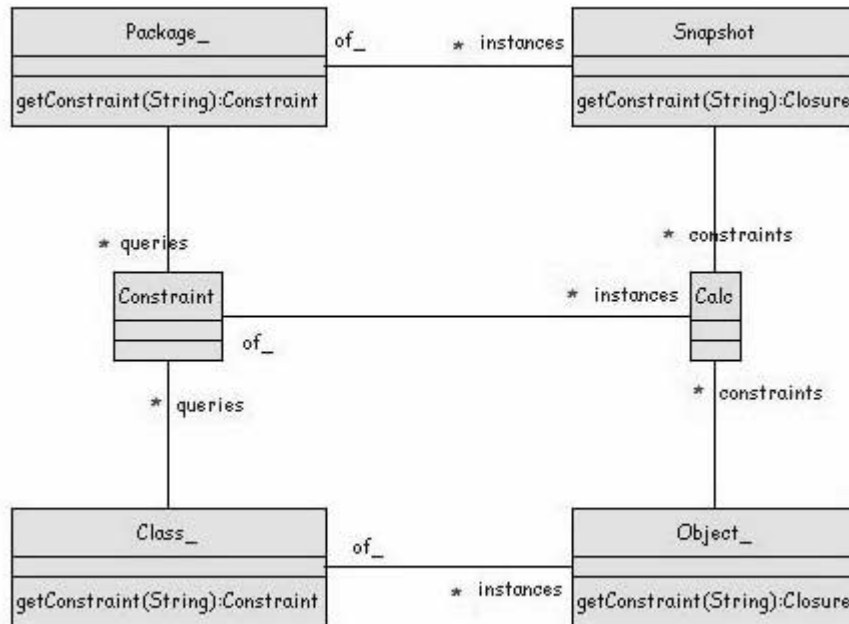 Package_
of_
* instances
Snapshot
getConstraint(String):Constraint
getConstraint(String):Closure
* queries
* constraints
Constraint
* instances
Calc
of_
* queries
* constraints
Class_
of_
* instances
Object_
getConstraint(String):Constraint
getConstraint(String):Closure